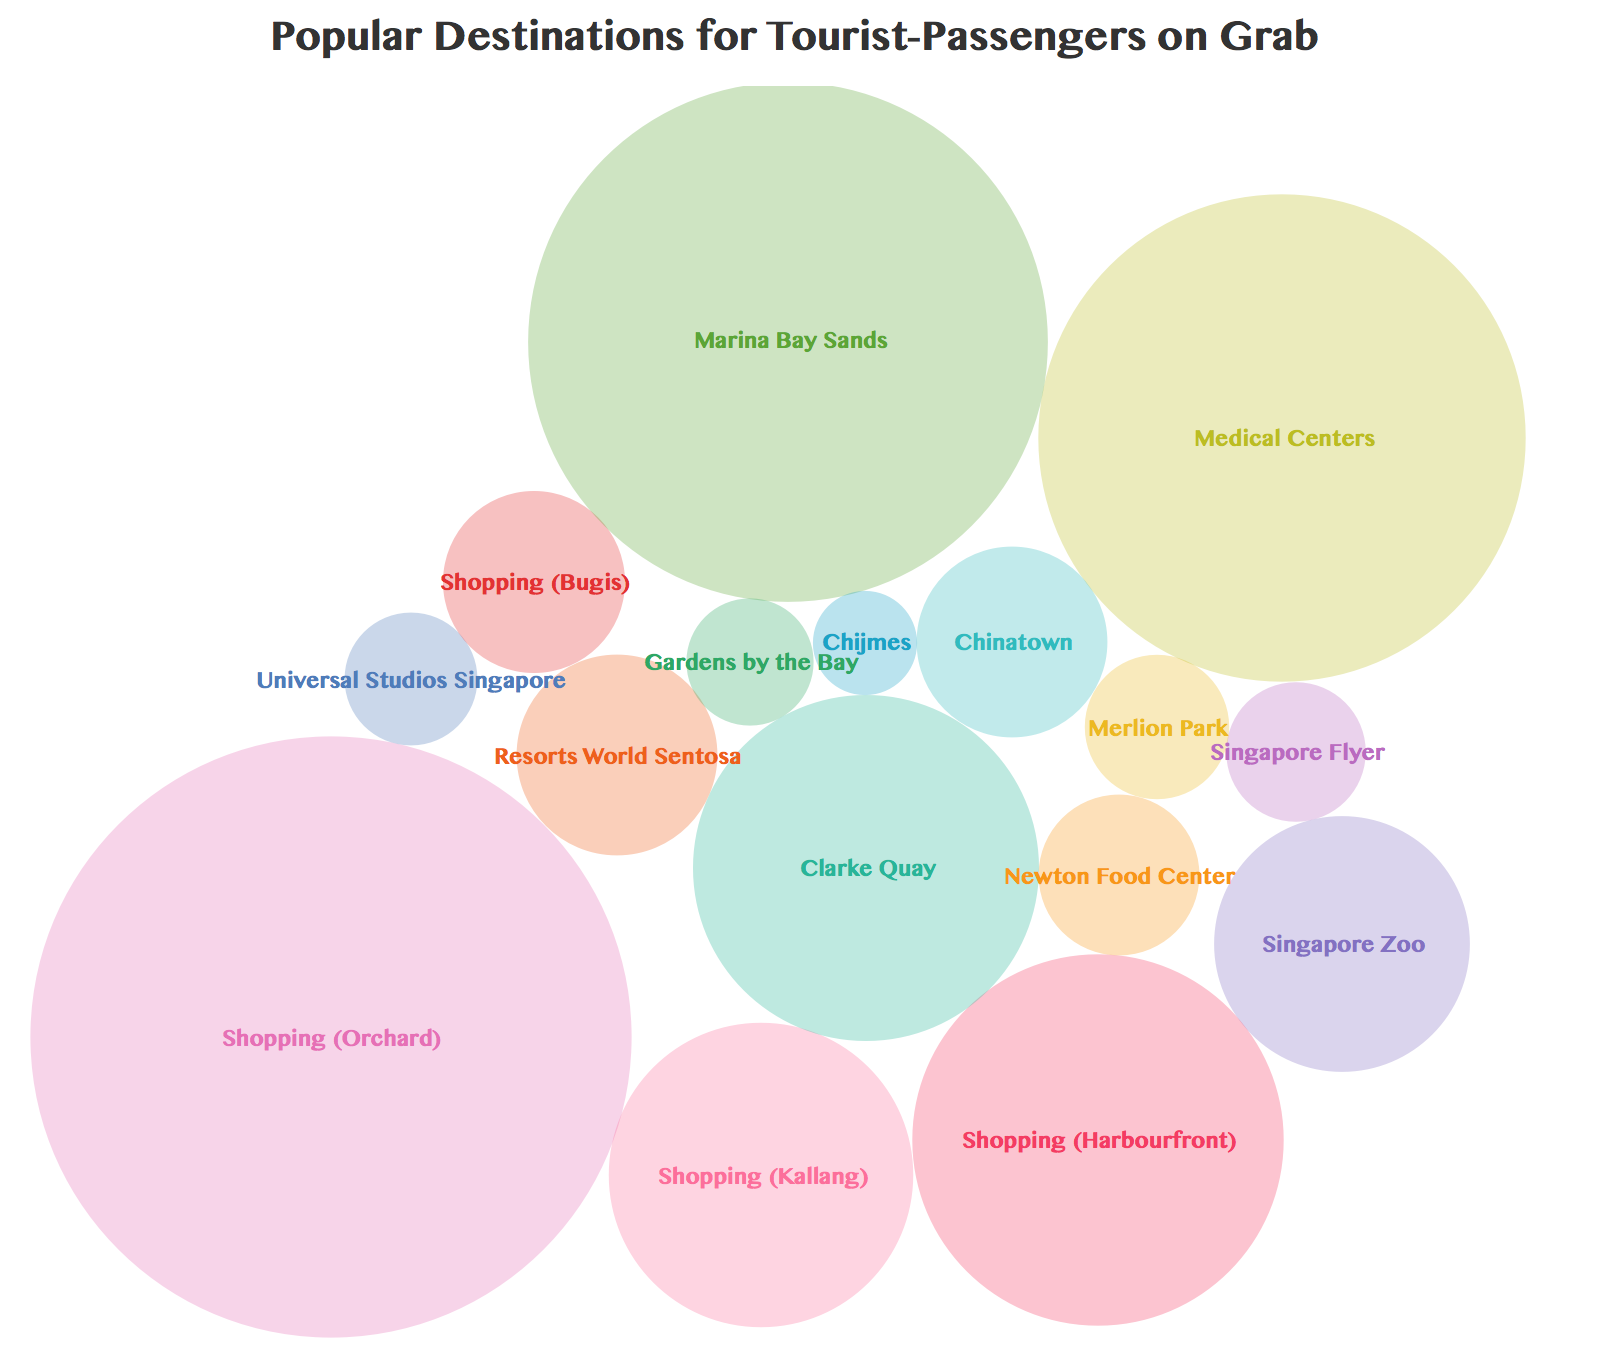 Popular Destinations for Tourist-Passengers on Grab
Marina Bay Sands
Medical Centers
Shopping (Bugis)
Chijmes
Chinatown
Gardens by the Bay
Universal Studios Singapore
Merlion Park
Singapore Flyer
Resorts World Sentosa
Clarke Quay
Newton Food Center
Singapore Zoo
Shopping (Orchard)
Shopping (Harbourfront)
Shopping (Kallang)